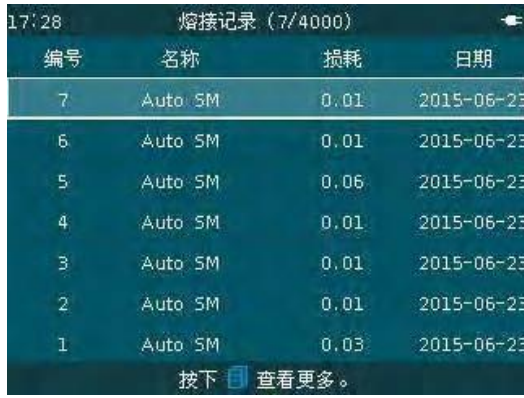 17:28 熔接记录 (7/4000)
编号 名称 损耗 日期
7 Auto SM 0.01 2015-06-23
6 Auto SM 0.01 2015-06-23
5 Auto SM 0.06 2015-06-23
4 Auto SM 0.01 2015-06-23
3 Auto SM 0.01 2015-06-23
2 Auto SM 0.01 2015-06-23
1 Auto SM 0.03 2015-06-23
按下 查看更多。